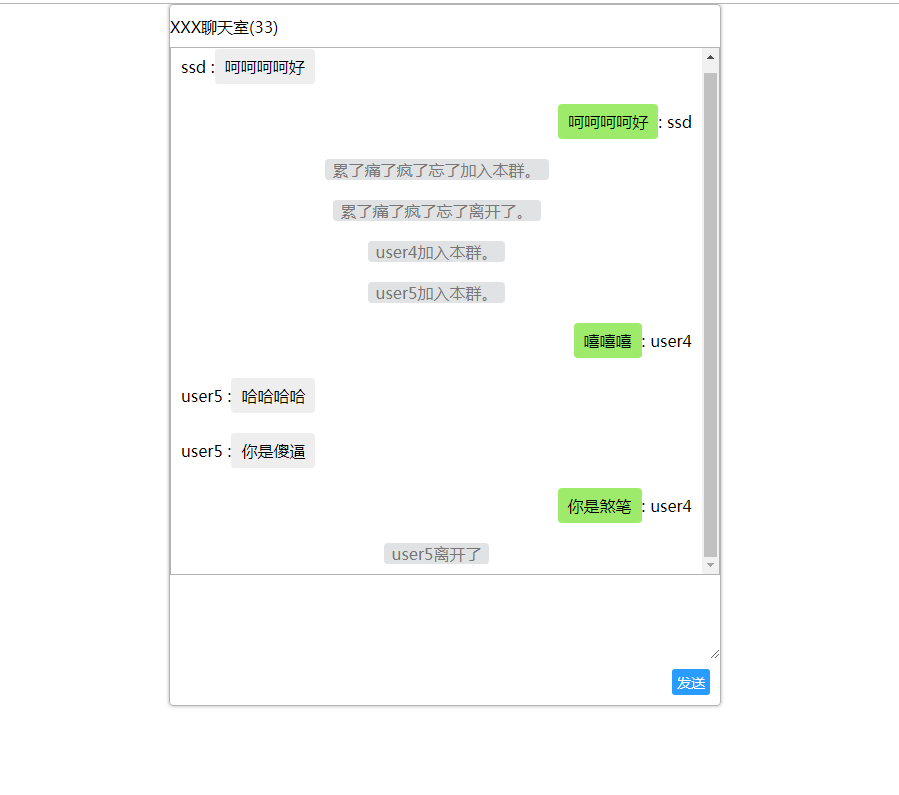 XXX聊天室(33)
ssd :呵呵呵呵好
呵呵呵呵好: ssd
累了痛了疯了忘了加入本群。
累了痛了疯了忘了离开了。
user4加入本群。
user5加入本群。
嘻嘻嘻: user4
user5 :哈哈哈哈
user5 :你是傻逼
你是煞笔: user4
user5离开了
发送